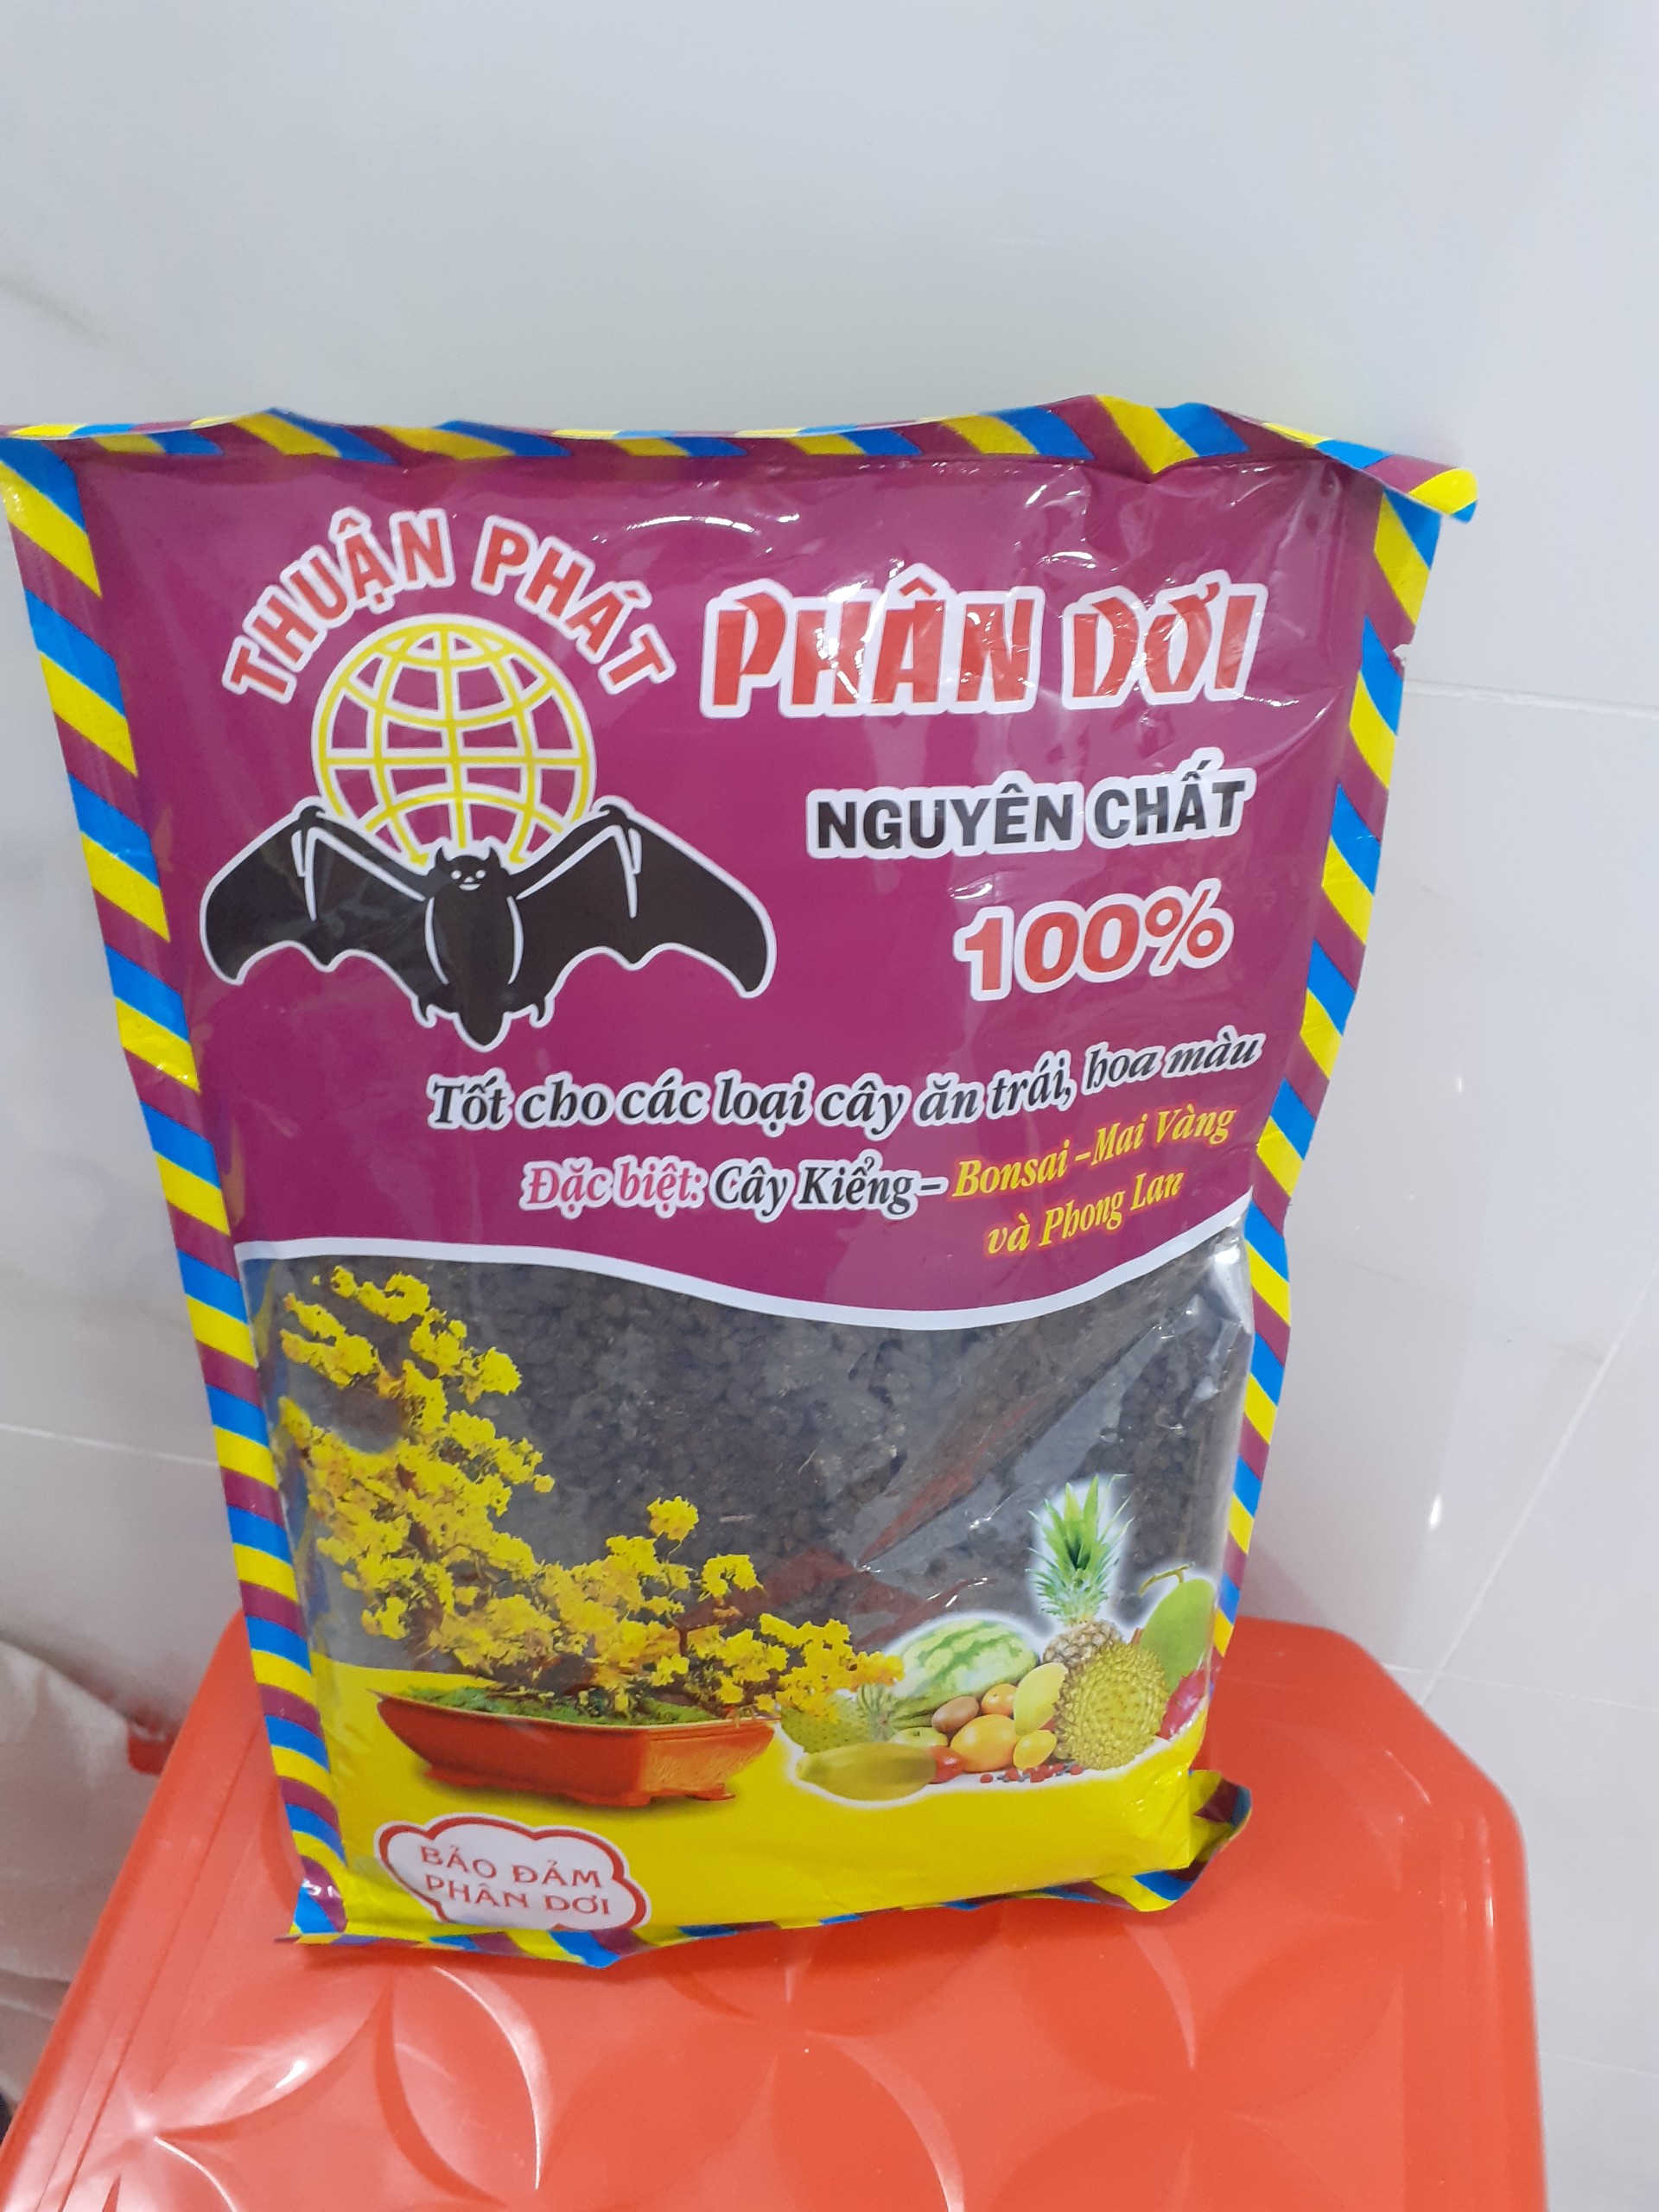 THUẬN PHÁT
PHÂN DƠI
NGUYÊN CHẤT
100%
Tốt cho các loại cây ăn trái, hoa màu
Đặc biệt: Cây Kiểng - Bonsai - Mai Vàng
và Phong Lan
BẢO ĐẢM
PHÂN DƠI